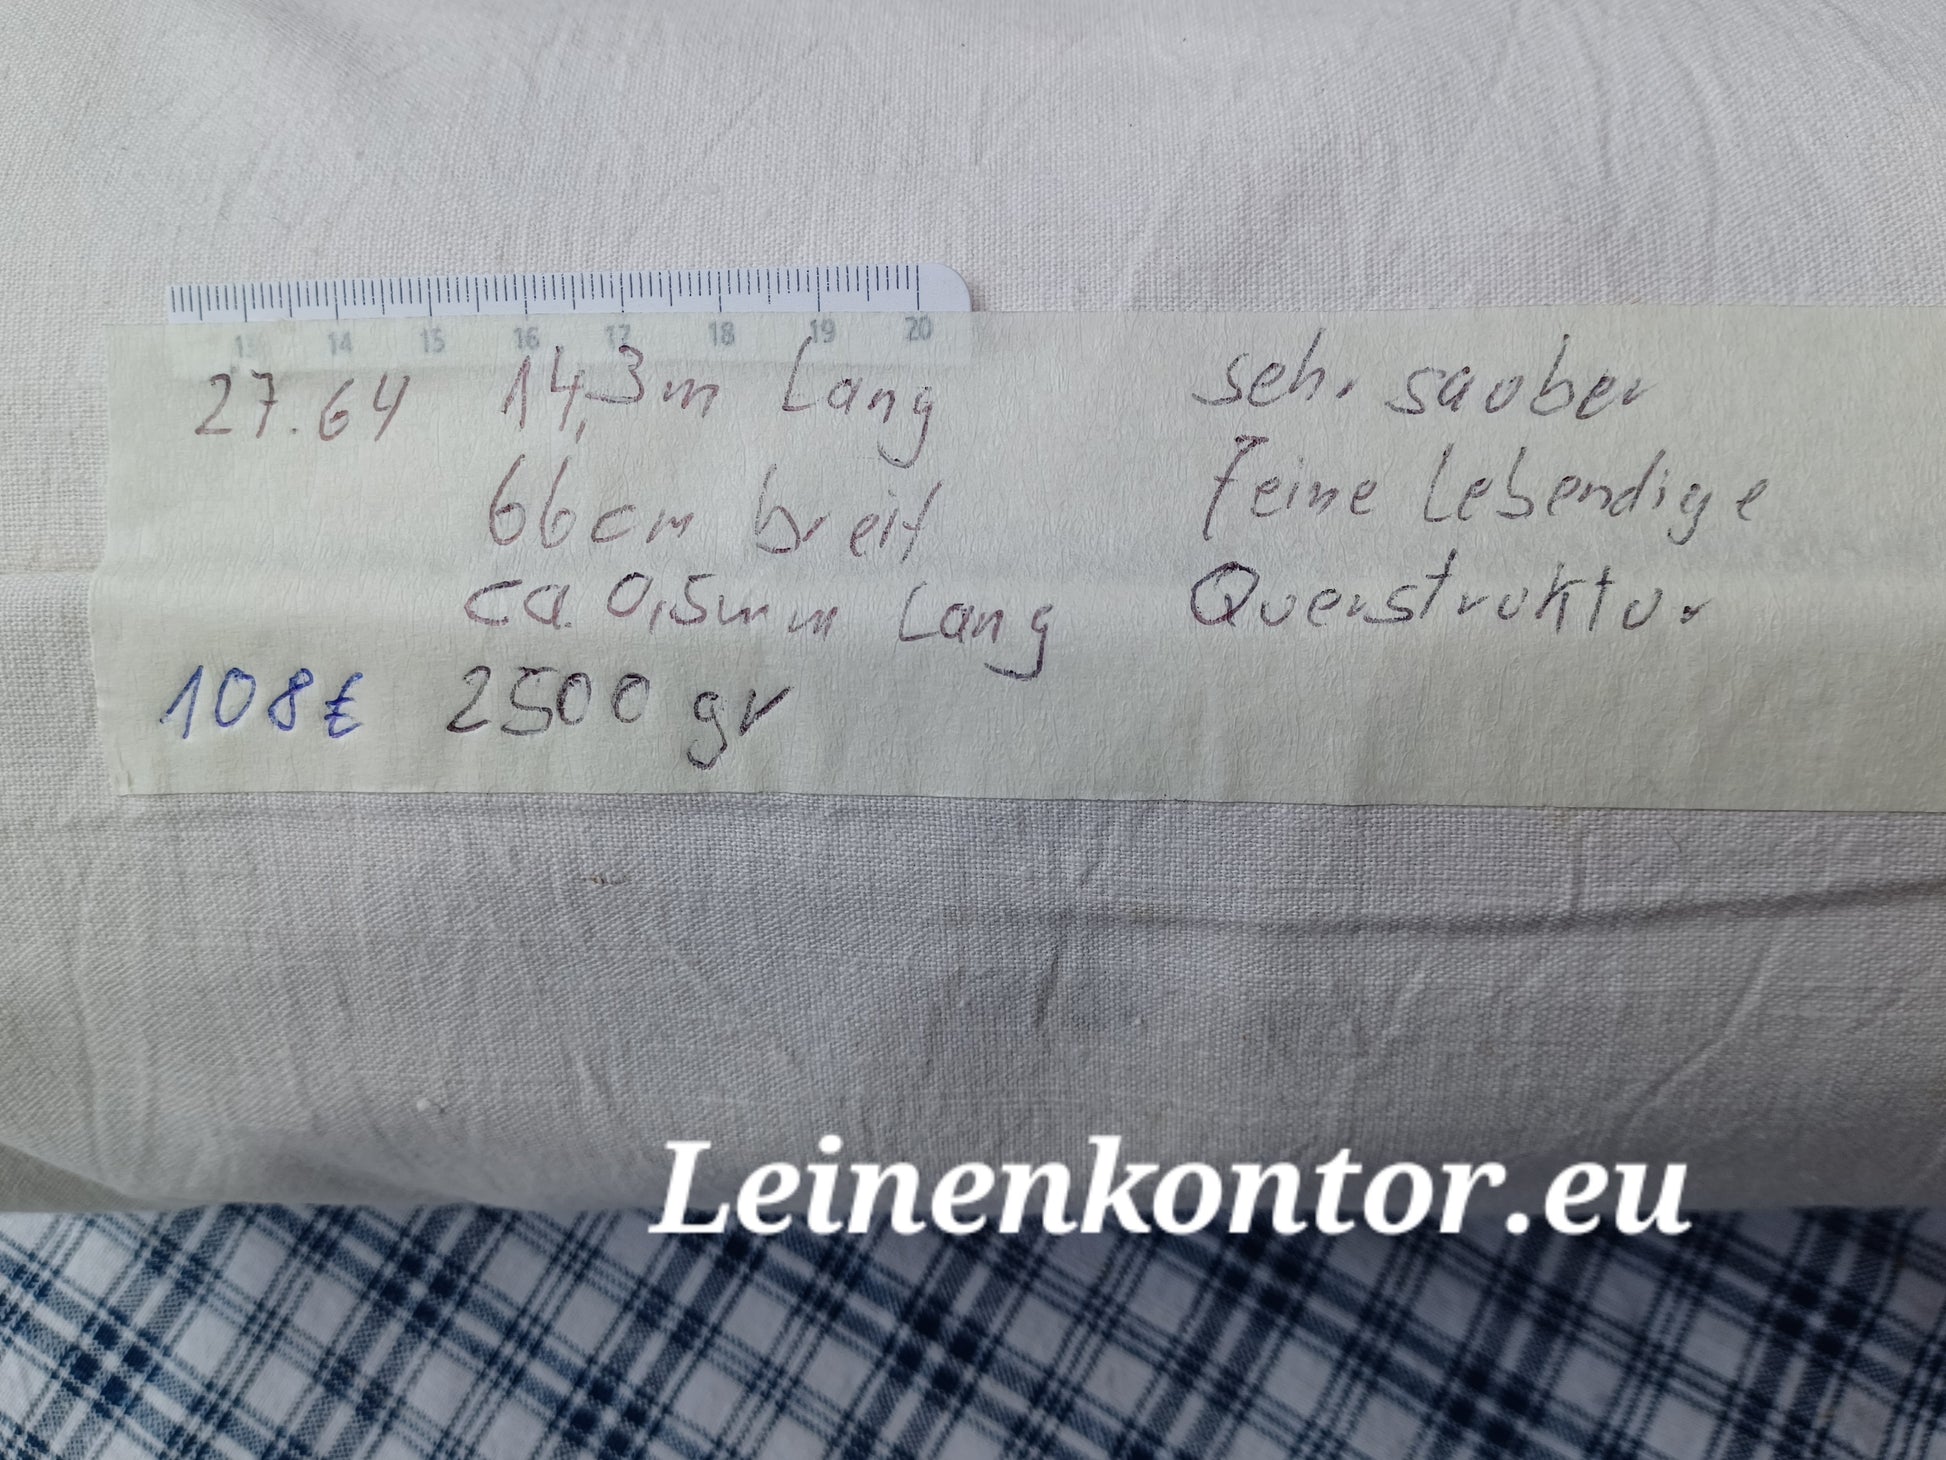 13 14 15 16 17 18 19 20
27.64 14,3m Lang
66cm breit
ca. 0,5mm Lang
108€ 2500 gr
sehr sauber
Feine Lebendige
Querstruktur
Leinenkontor.eu